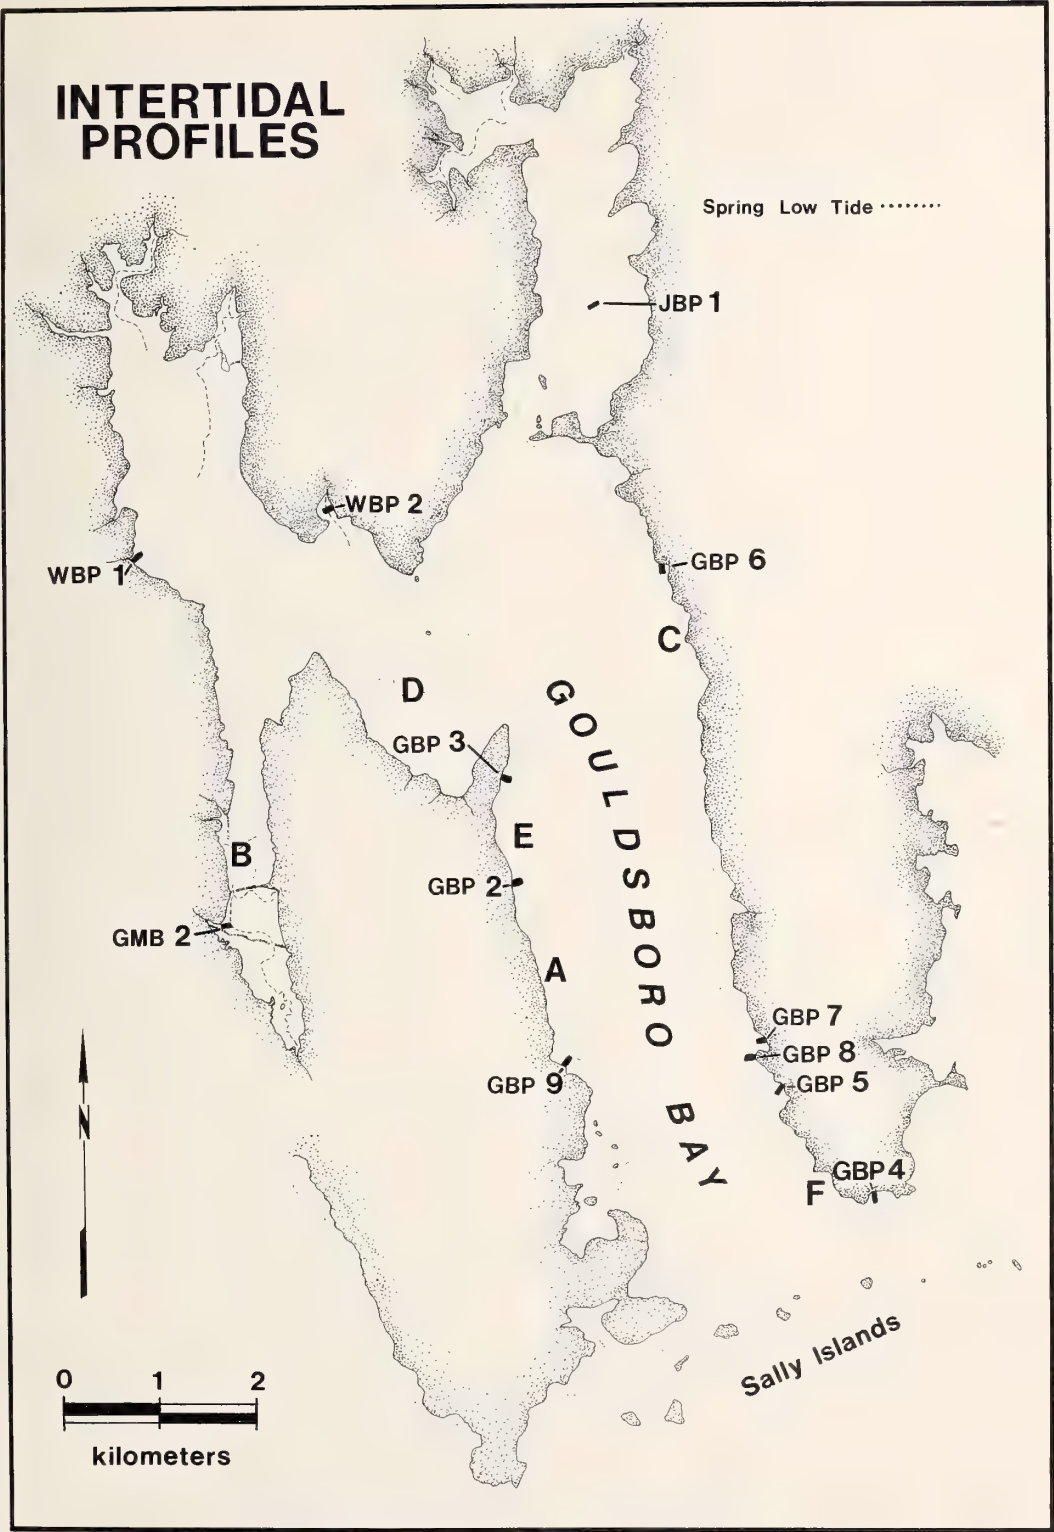 INTERTIDAL
PROFILES
Spring Low Tide
JBP 1
WBP 2
GBP 6
WBP 1
C
D
GBP 3
GOULDSBORO BAY
E
B
GBP 2
GMB 2
A
GBP 7
GBP 8
GBP 9
GBP 5
N
GBP 4
F
Sally Islands
0 1 2
kilometers